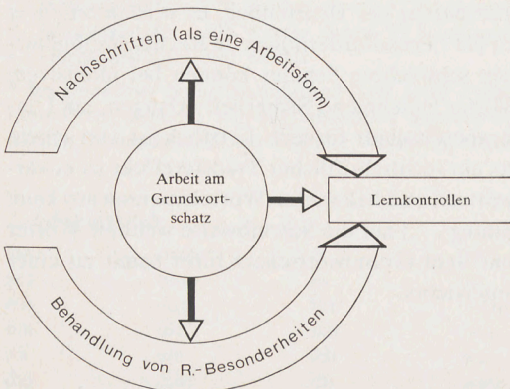 Nachschriften (als eine Arbeitsform)
Arbeit am
Grundwort-
schatz
Lernkontrollen
Behandlung von R.-Besonderheiten